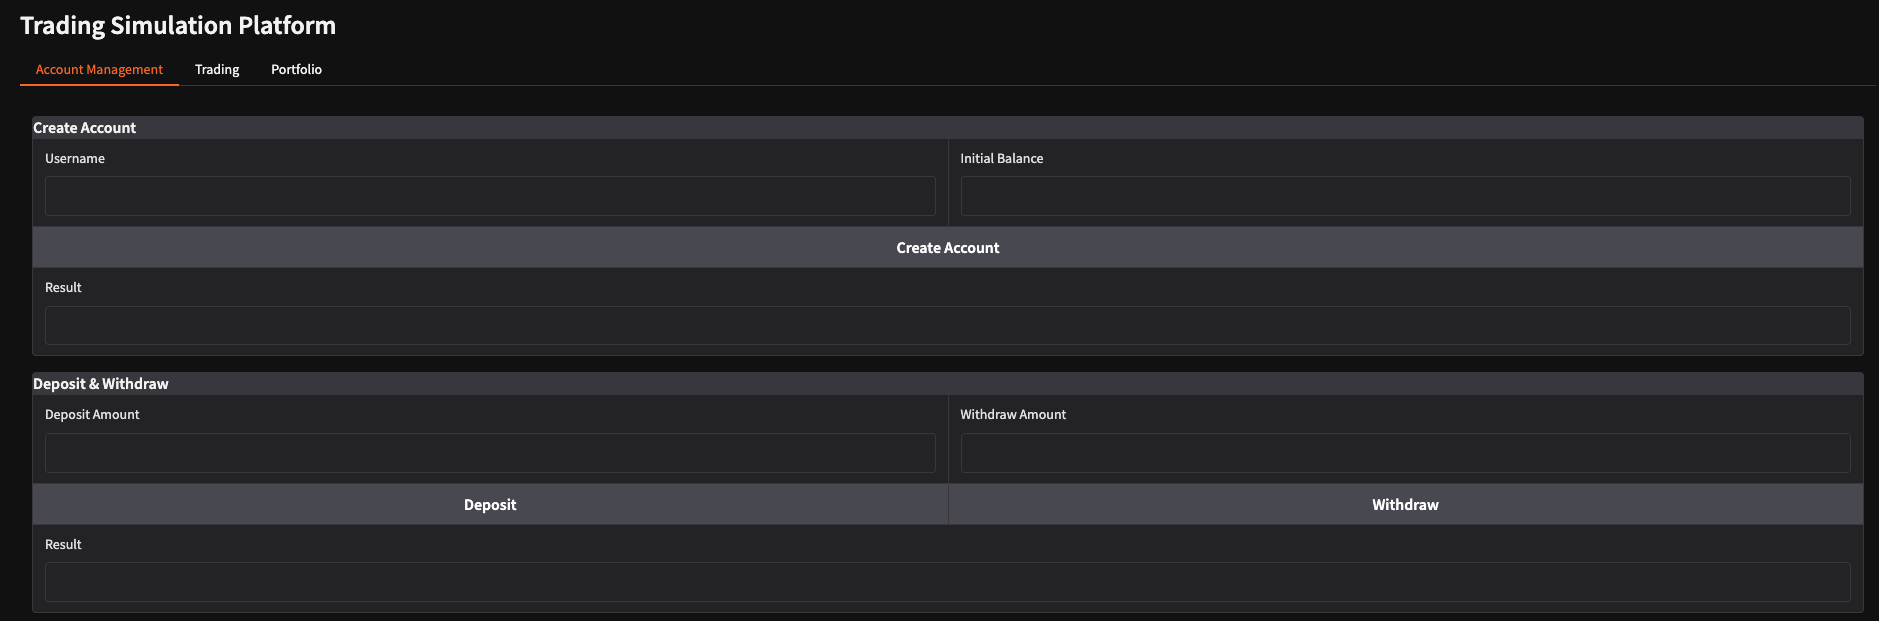 Trading Simulation Platform
Account Management Trading Portfolio
Create Account
Username Initial Balance
Create Account
Result
Deposit & Withdraw
Deposit Amount Withdraw Amount
Deposit Withdraw
Result